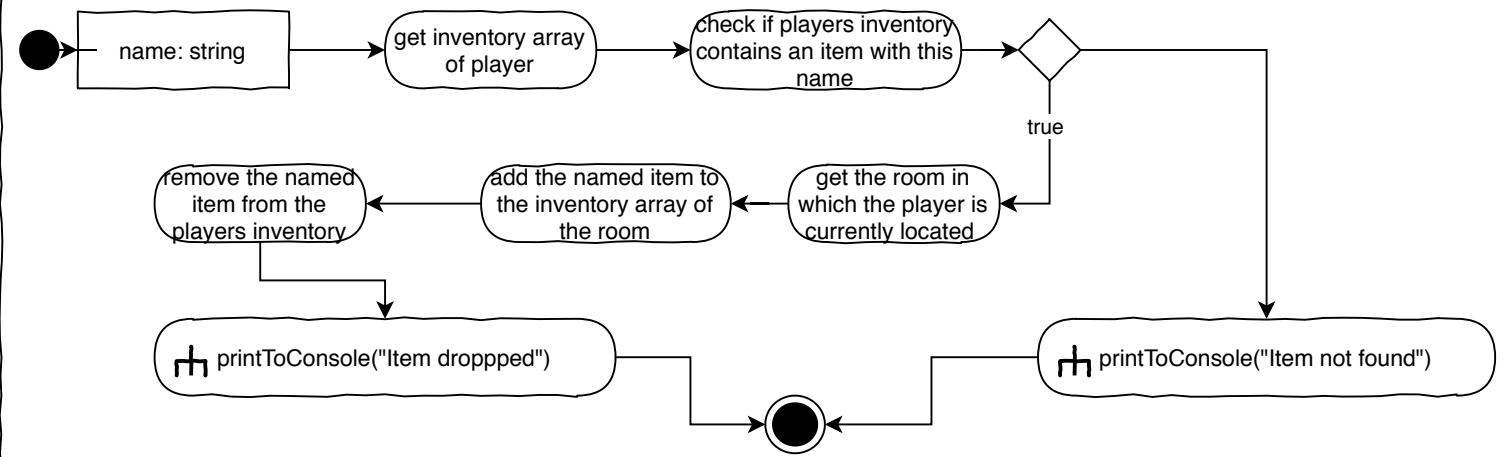 name: string
get inventory array
of player
check if players inventory
contains an item with this
name
true
remove the named
item from the
players inventory
add the named item to
the inventory array of
the room
get the room in
which the player is
currently located
printToConsole("Item droppped")
printToConsole("Item not found")